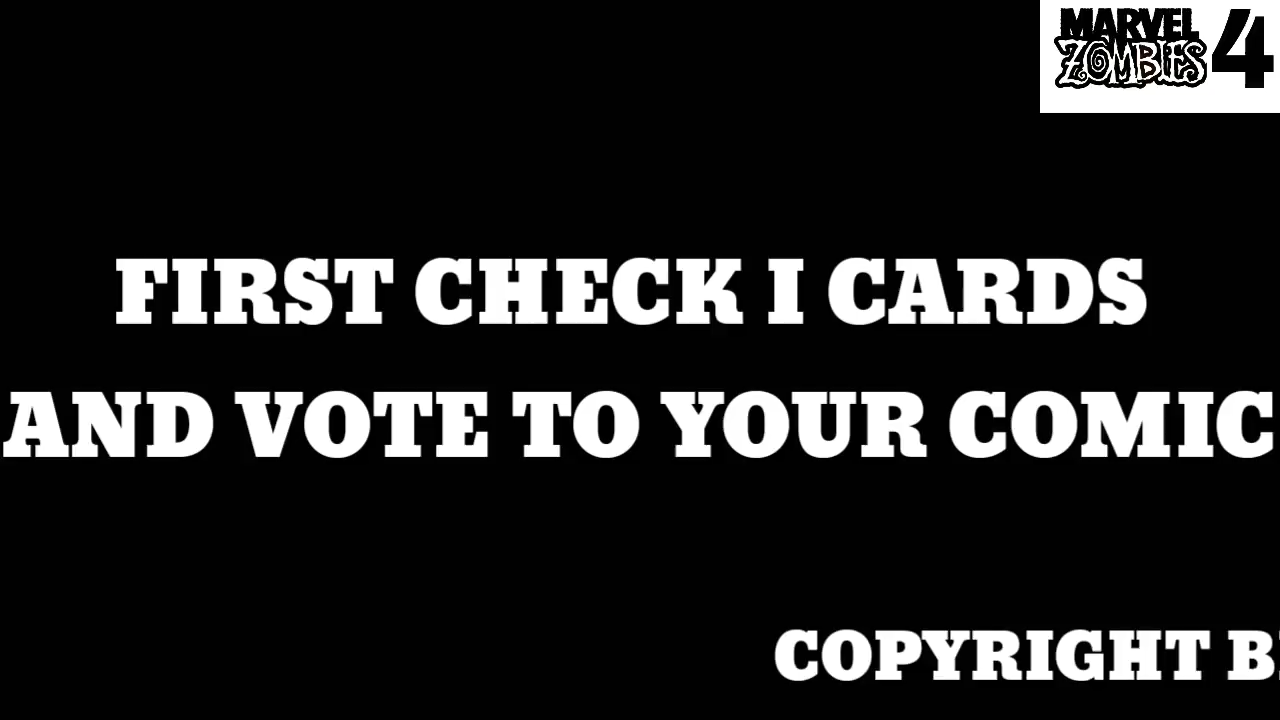 MARVEL
ZOMBIES 4
FIRST CHECK I CARDS
AND VOTE TO YOUR COMIC
COPYRIGHT